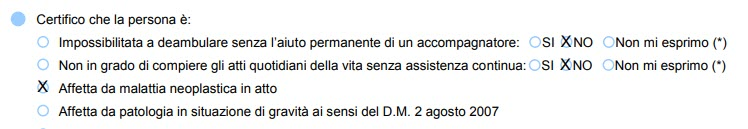 Certifico che la persona è:
Impossibilitata a deambulare senza l'aiuto permanente di un accompagnatore: SI X NO Non mi esprimo (*)
Non in grado di compiere gli atti quotidiani della vita senza assistenza continua: SI X NO Non mi esprimo (*)
X Affetta da malattia neoplastica in atto
Affetta da patologia in situazione di gravità ai sensi del D.M. 2 agosto 2007